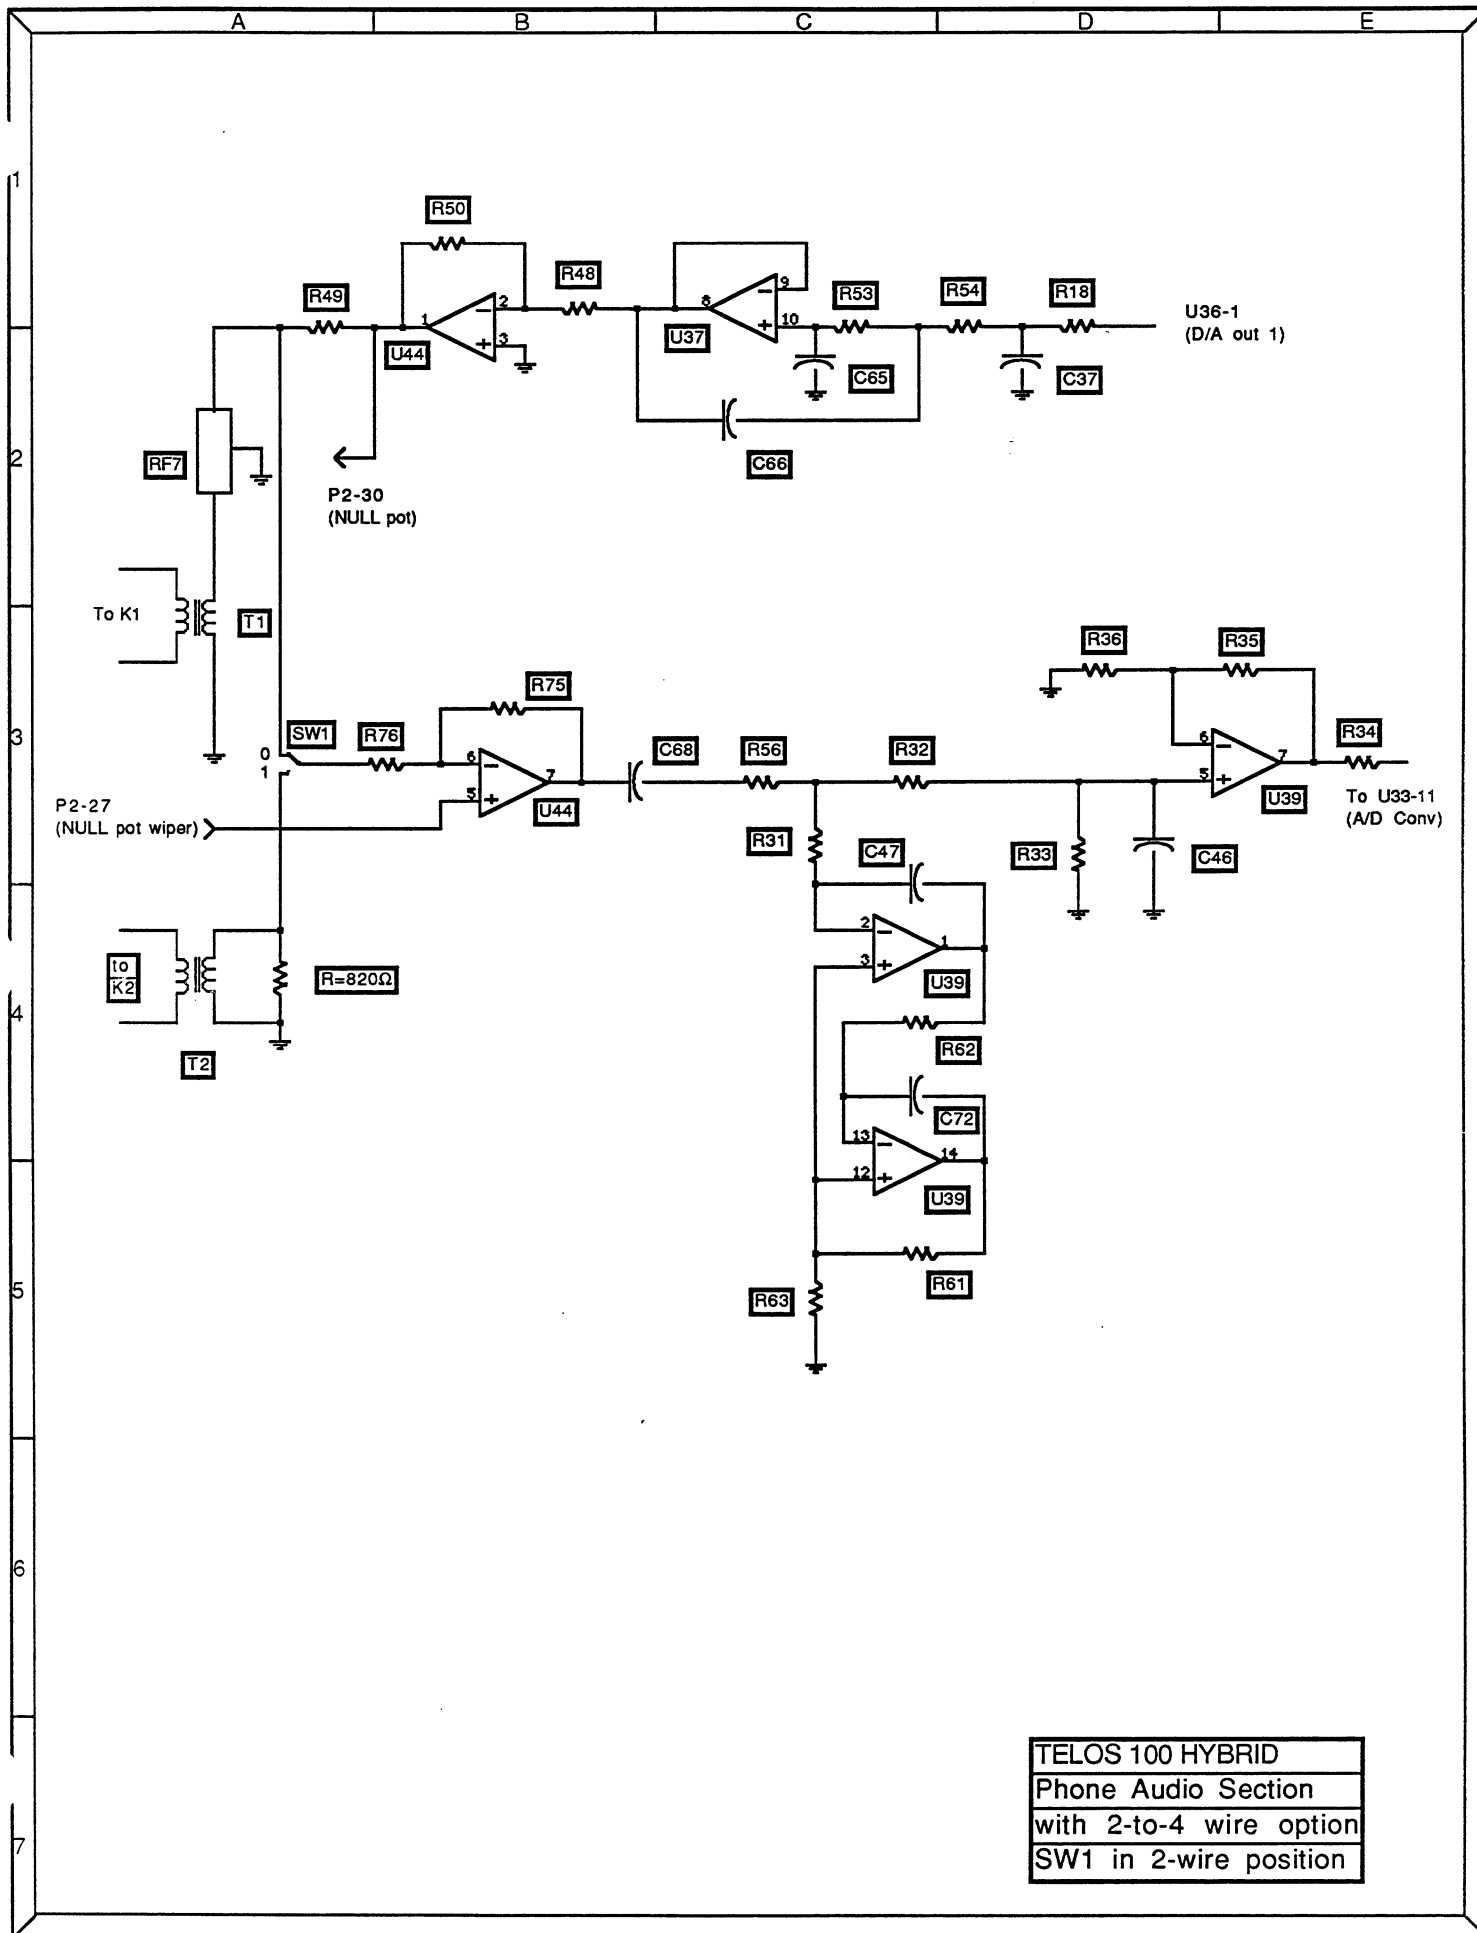 A B C D E
1
R50
R48
R49
R53
R54
R18
9
8
10
2
1
3
U37
U44
U36-1
(D/A out 1)
C65
C37
2
RF7
C66
P2-30
(NULL pot)
To K1
T1
R36
R35
R75
3
SW1
R76
C68
R56
R32
R34
0
1
6
7
5
6
7
5
U44
U39
P2-27
(NULL pot wiper)
To U33-11
(A/D Conv)
R31
C47
R33
C46
2
1
3
U39
to
K2
R=820Ω
4
R62
T2
C72
13
14
12
U39
R61
5
R63
6
TELOS 100 HYBRID
Phone Audio Section
with 2-to-4 wire option
SW1 in 2-wire position
7